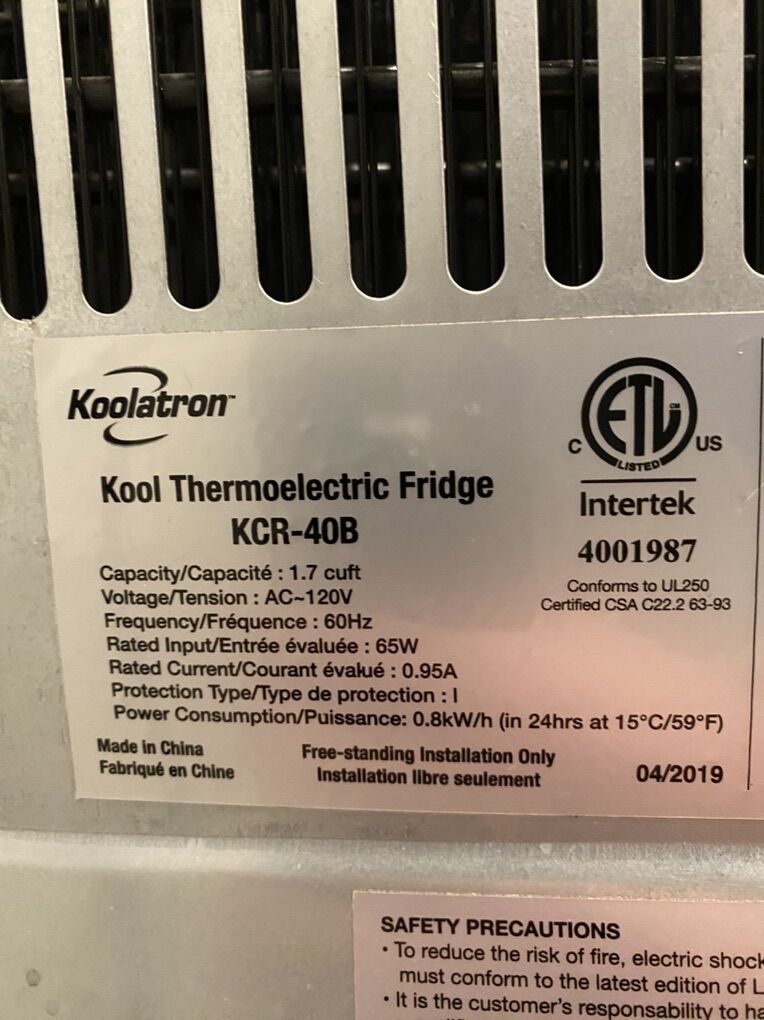 Koolatron™
C ETL CM US
LISTED
Intertek
4001987
Conforms to UL250
Certified CSA C22.2 63-93
Kool Thermoelectric Fridge
KCR-40B
Capacity/Capacité : 1.7 cuft
Voltage/Tension : AC~120V
Frequency/Fréquence : 60Hz
Rated Input/Entrée évaluée : 65W
Rated Current/Courant évalué : 0.95A
Protection Type/Type de protection : I
Power Consumption/Puissance: 0.8kW/h (in 24hrs at 15°C/59°F)
Made in China
Fabriqué en Chine
Free-standing Installation Only
Installation libre seulement
04/2019
SAFETY PRECAUTIONS
• To reduce the risk of fire, electric shock
must conform to the latest edition of L
• It is the customer's responsability to ha